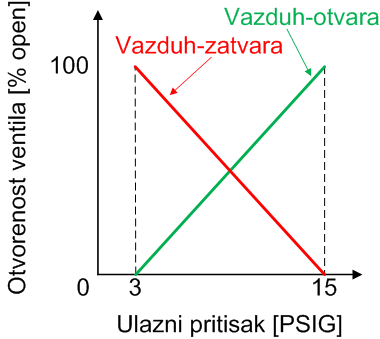 Vazduh-otvara
Vazduh-zatvara
Otvorenost ventila [% open]
100
0
3
15
Ulazni pritisak [PSIG]